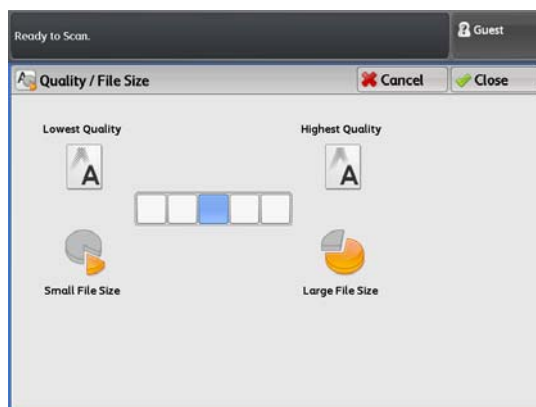 Ready to Scan.
Guest
Quality / File Size
Cancel
Close
Lowest Quality
Highest Quality
A
A
Small File Size
Large File Size